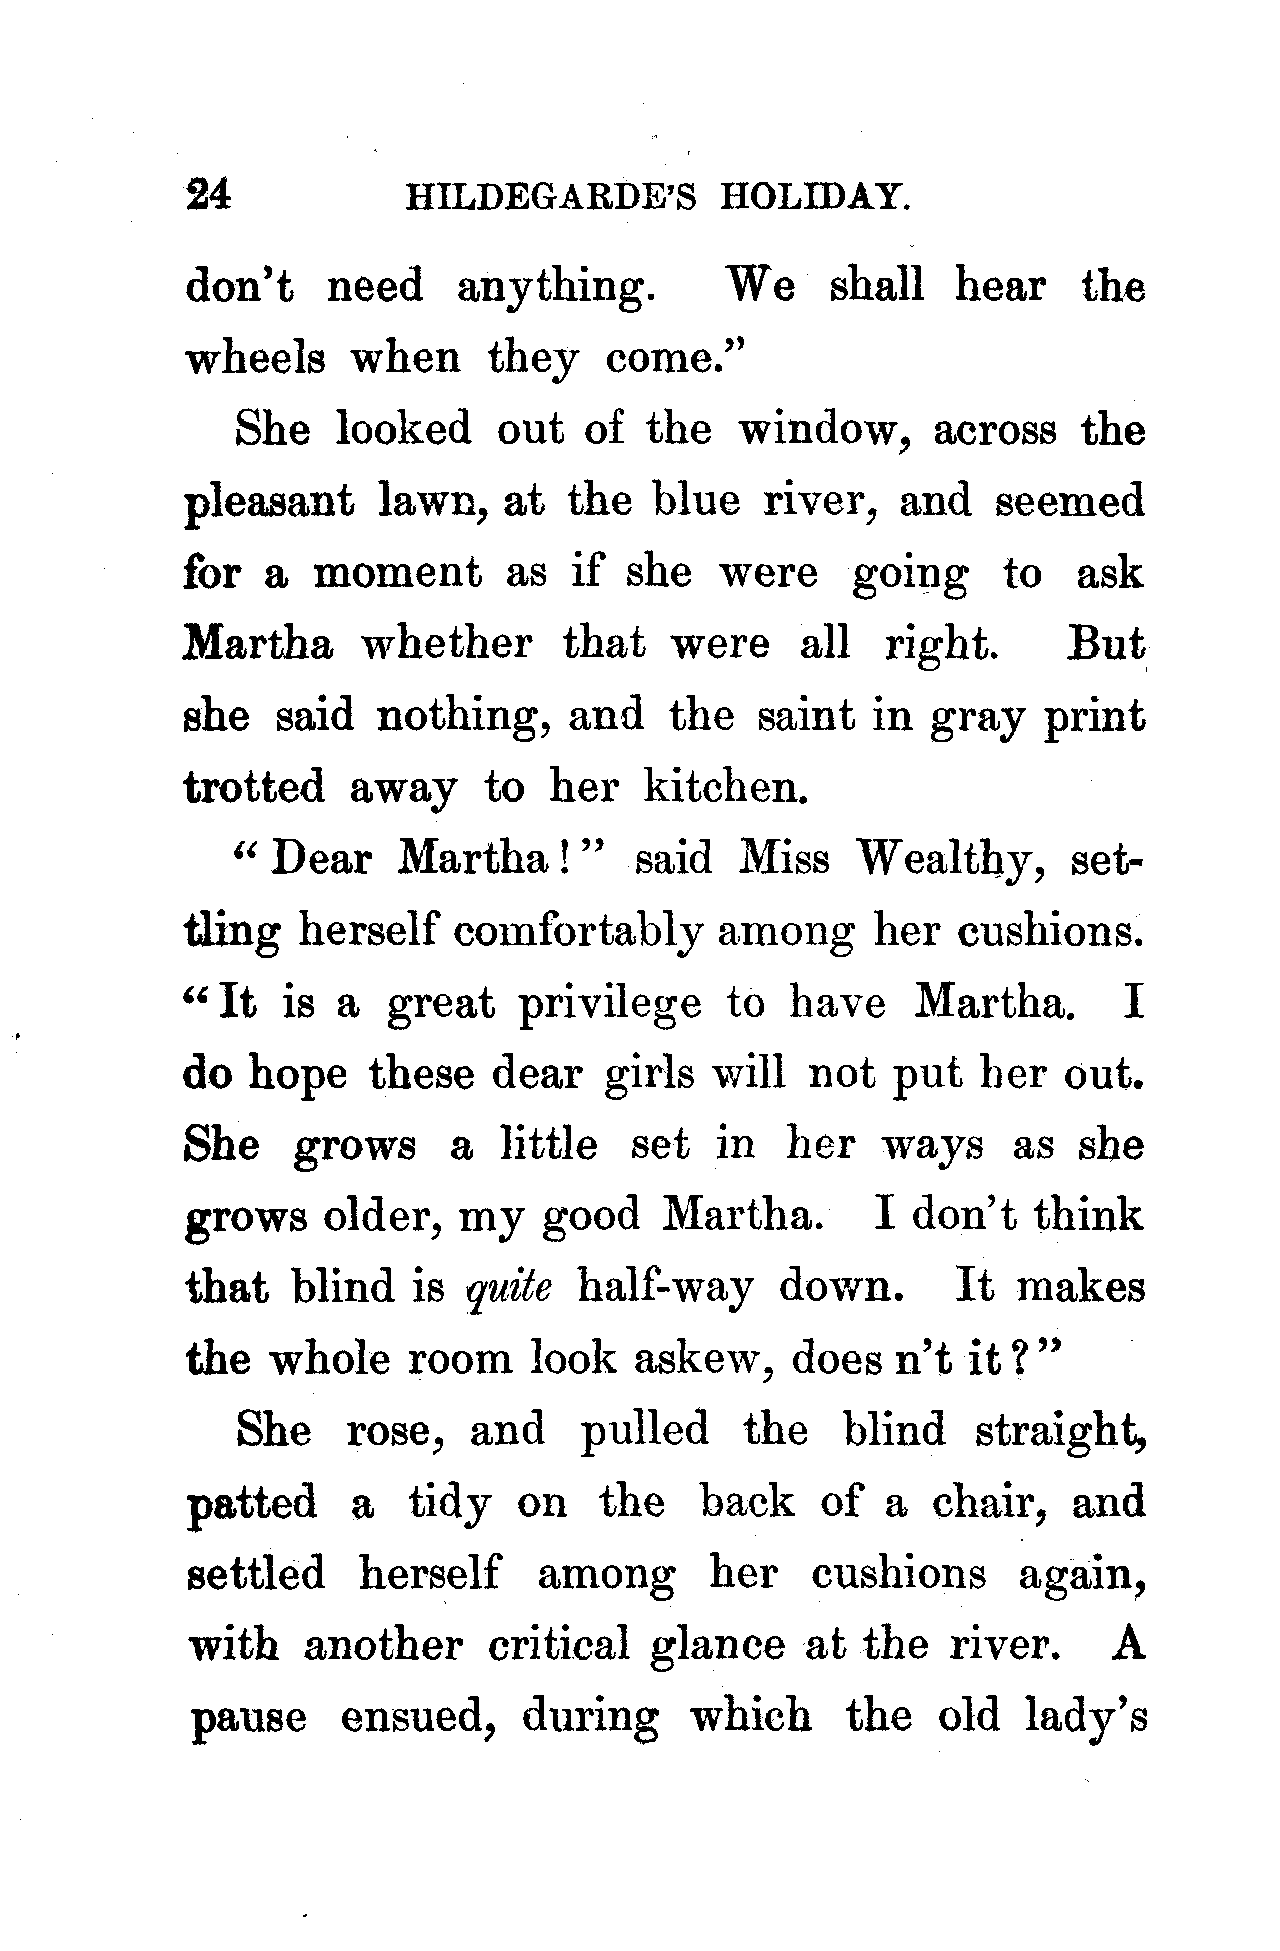 24 HILDEGARDE'S HOLIDAY.
don't need anything. We shall hear the
wheels when they come."
She looked out of the window, across the
pleasant lawn, at the blue river, and seemed
for a moment as if she were going to ask
Martha whether that were all right. But
she said nothing, and the saint in gray print
trotted away to her kitchen.
"Dear Martha!" said Miss Wealthy, set-
tling herself comfortably among her cushions.
"It is a great privilege to have Martha. I
do hope these dear girls will not put her out.
She grows a little set in her ways as she
grows older, my good Martha. I don't think
that blind is quite half-way down. It makes
the whole room look askew, does n't it?"
She rose, and pulled the blind straight,
patted a tidy on the back of a chair, and
settled herself among her cushions again,
with another critical glance at the river. A
pause ensued, during which the old lady's